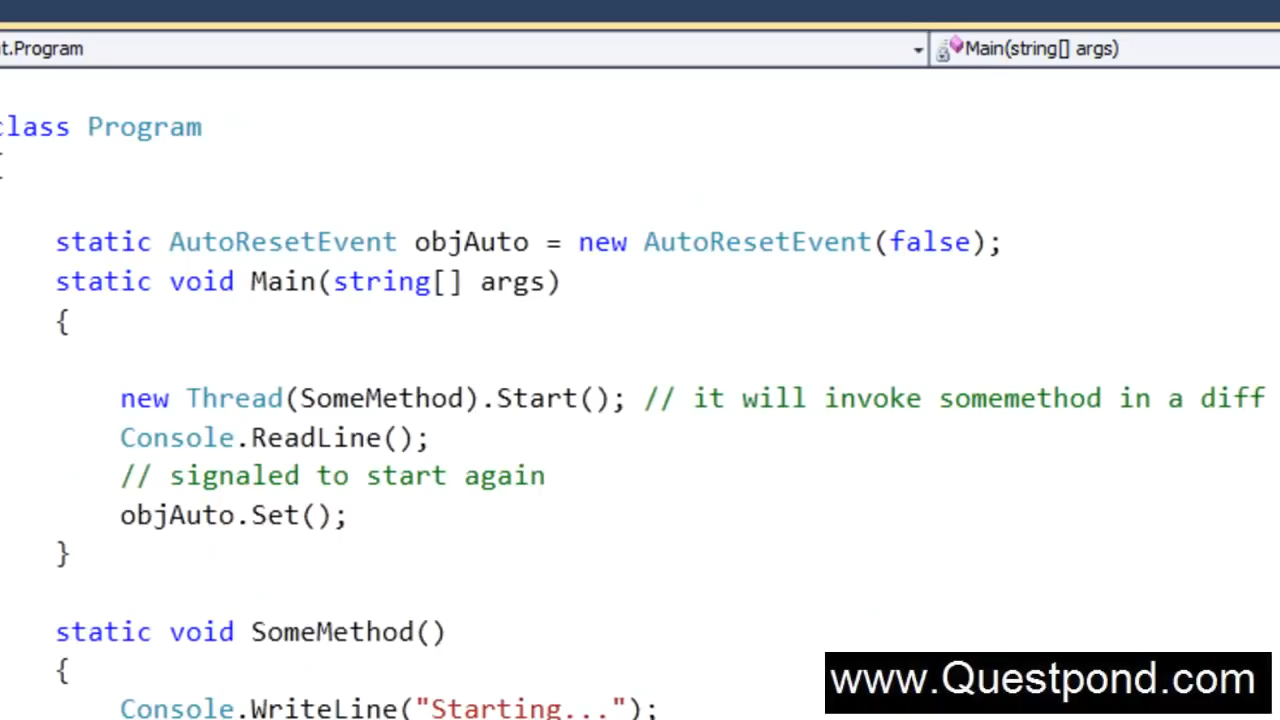 t.Program
Main(string[] args)
class Program
{
static AutoResetEvent objAuto = new AutoResetEvent(false);
static void Main(string[] args)
{
new Thread(SomeMethod).Start(); // it will invoke somemethod in a diff
Console.ReadLine();
// signaled to start again
objAuto.Set();
}
static void SomeMethod()
{
Console.WriteLine("Starting...");
www.Questpond.com